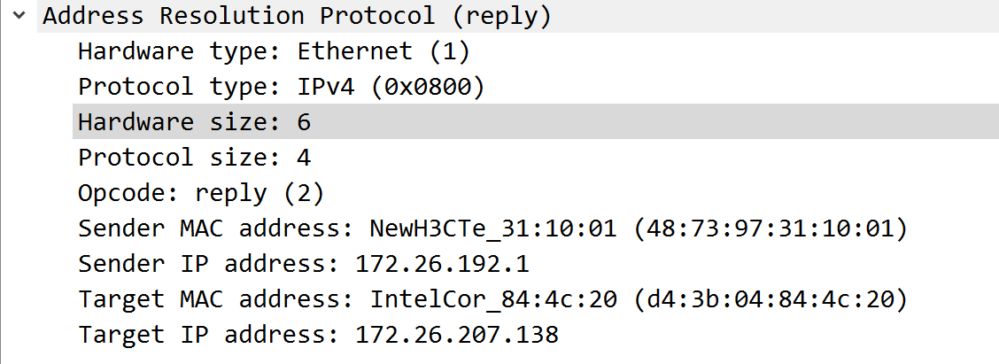 Address Resolution Protocol (reply)
Hardware type: Ethernet (1)
Protocol type: IPv4 (0x0800)
Hardware size: 6
Protocol size: 4
Opcode: reply (2)
Sender MAC address: NewH3CTe_31:10:01 (48:73:97:31:10:01)
Sender IP address: 172.26.192.1
Target MAC address: IntelCor_84:4c:20 (d4:3b:04:84:4c:20)
Target IP address: 172.26.207.138